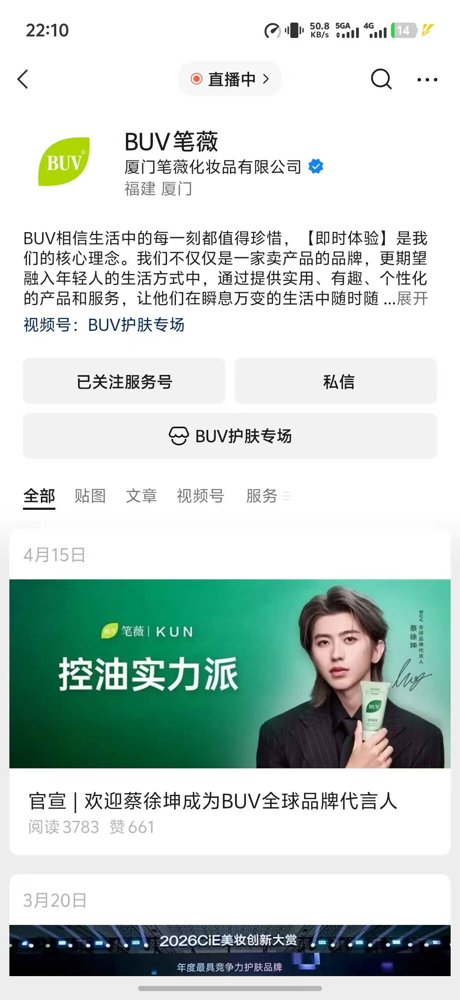 22:10
50.8
KB/s
5GA
4G
14
直播中
BUV®
BUV笔薇
厦门笔薇化妆品有限公司
福建 厦门
BUV相信生活中的每一刻都值得珍惜，【即时体验】是我
们的核心理念。我们不仅仅是一家卖产品的品牌，更期望
融入年轻人的生活方式中，通过提供实用、有趣、个性化
的产品和服务，让他们在瞬息万变的生活中随时随 ...展开
视频号：BUV护肤专场
已关注服务号
私信
BUV护肤专场
全部 贴图 文章 视频号 服务
4月15日
BUV 笔薇 | KUN
控油实力派
BUV 全球品牌代言人
蔡徐坤
BUV
小绿泥
官宣 | 欢迎蔡徐坤成为BUV全球品牌代言人
阅读 3783 赞 661
3月20日
2026CiE美妆创新大赏
年度最具竞争力护肤品牌